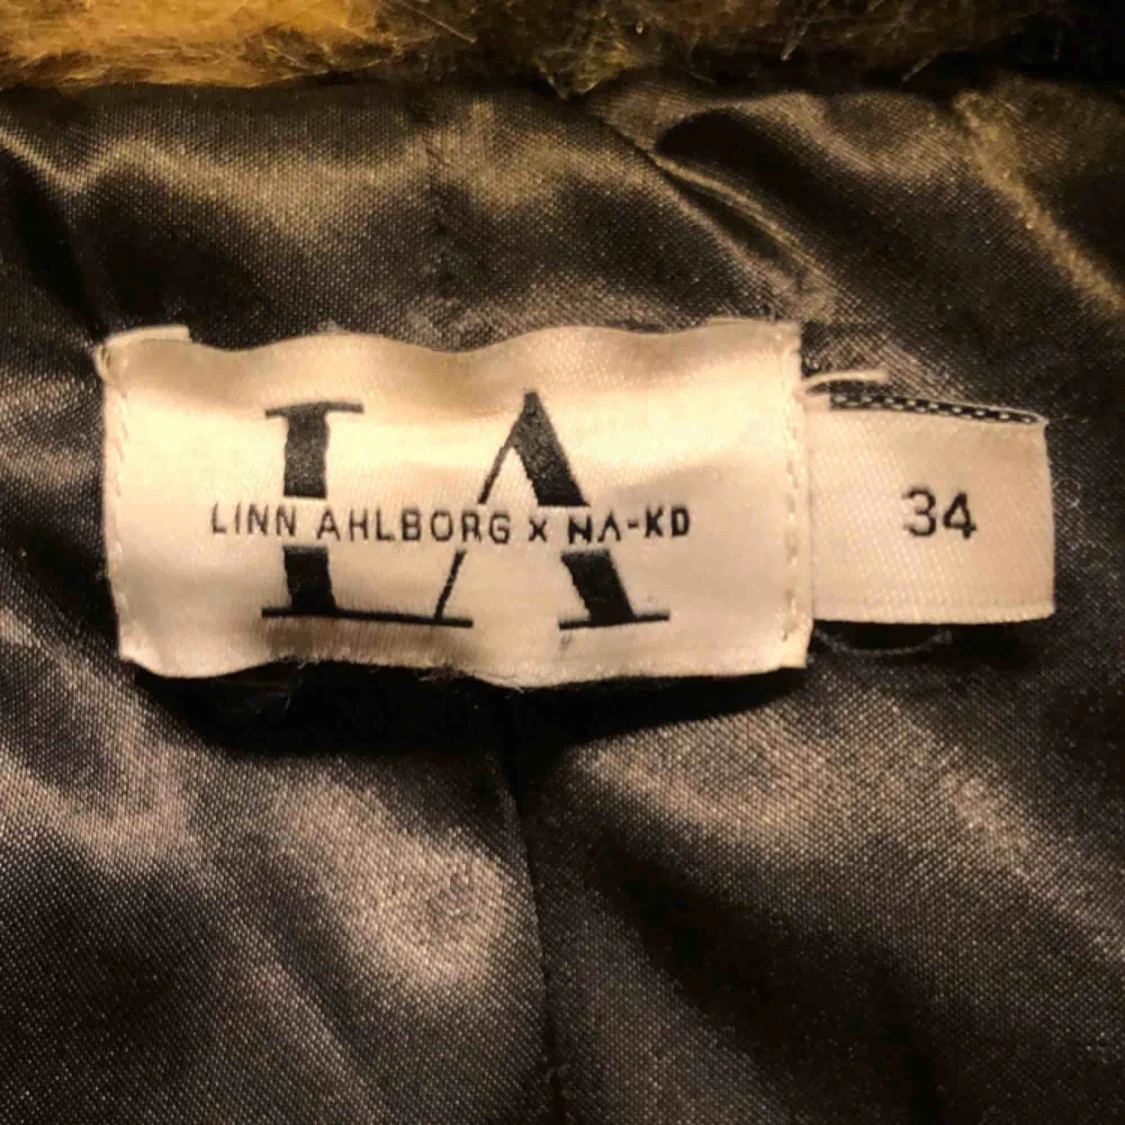 LA
LINN AHLBORG X NA-KD
34